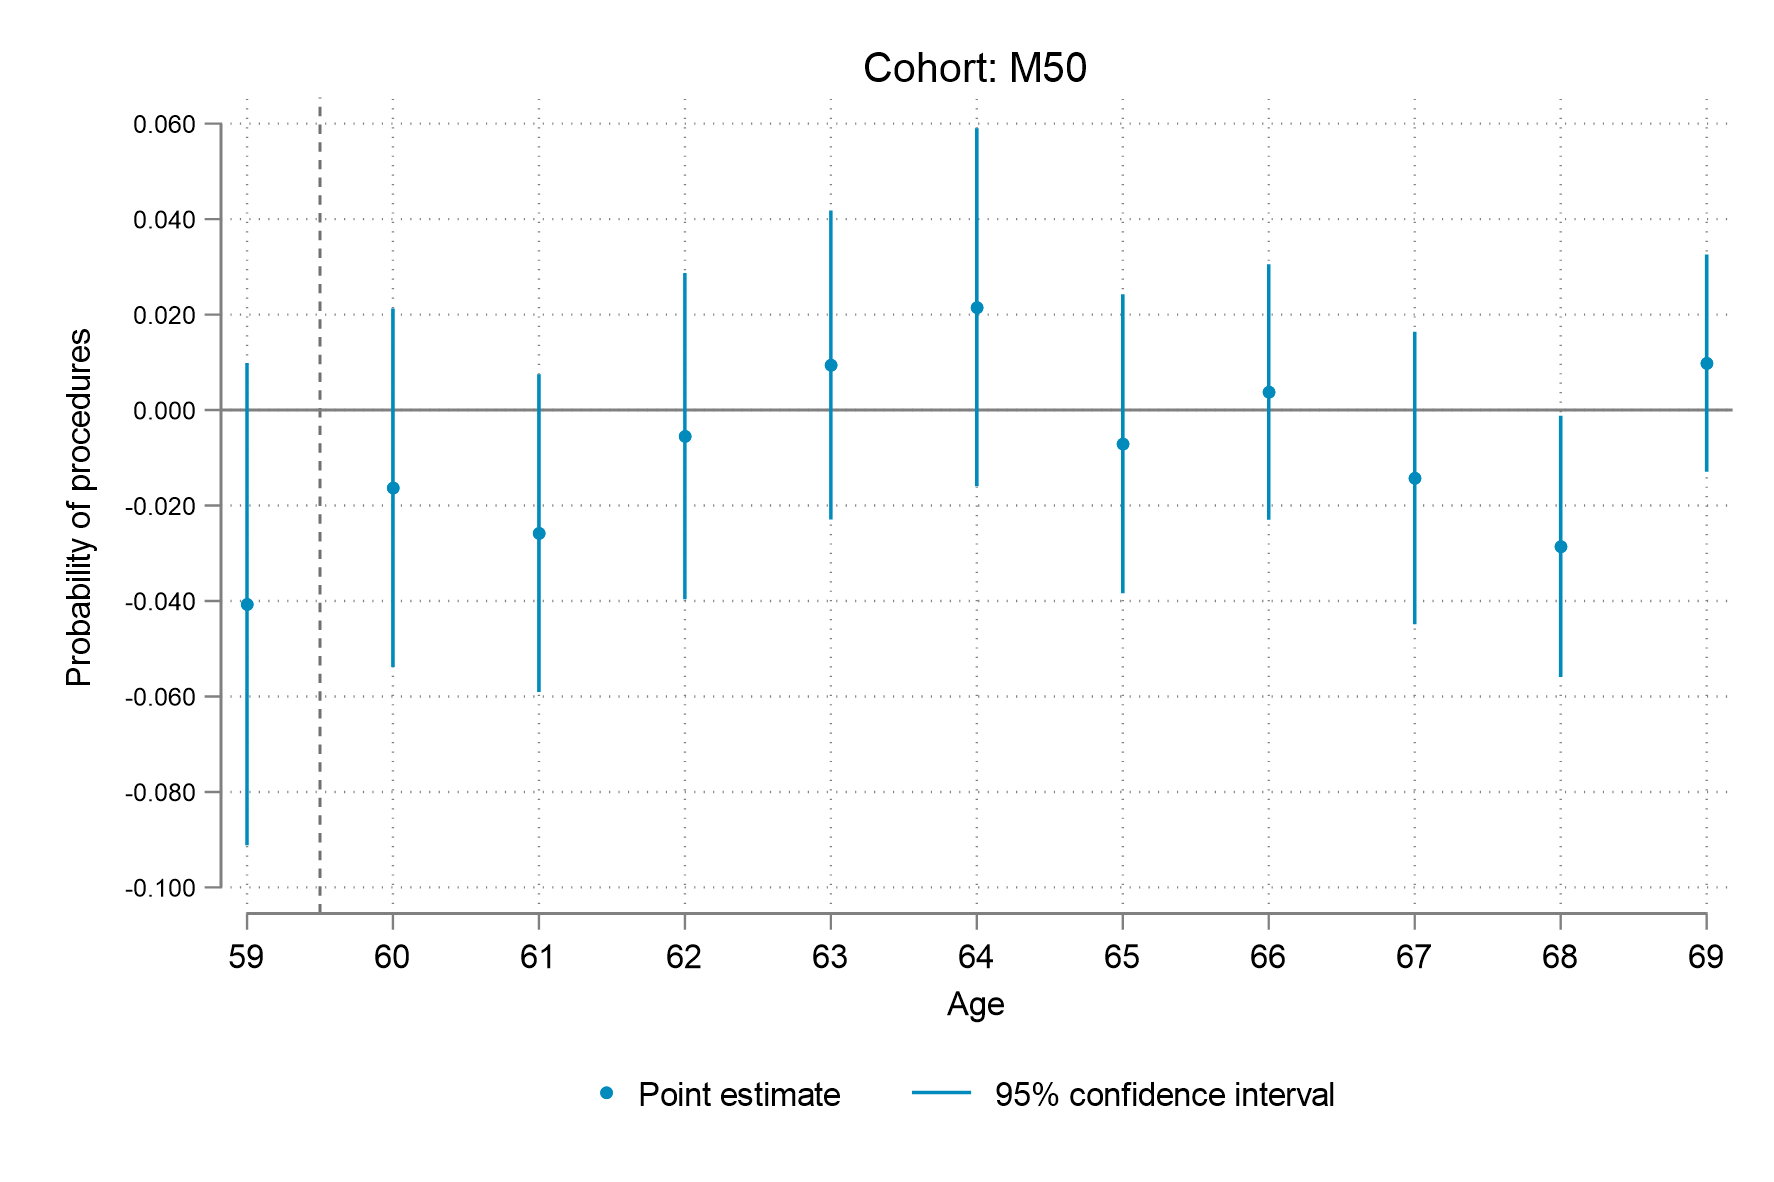 Cohort: M50
0.060
0.040
0.020
0.000
-0.020
-0.040
-0.060
-0.080
-0.100
Probability of procedures
59 60 61 62 63 64 65 66 67 68 69
Age
Point estimate 95% confidence interval